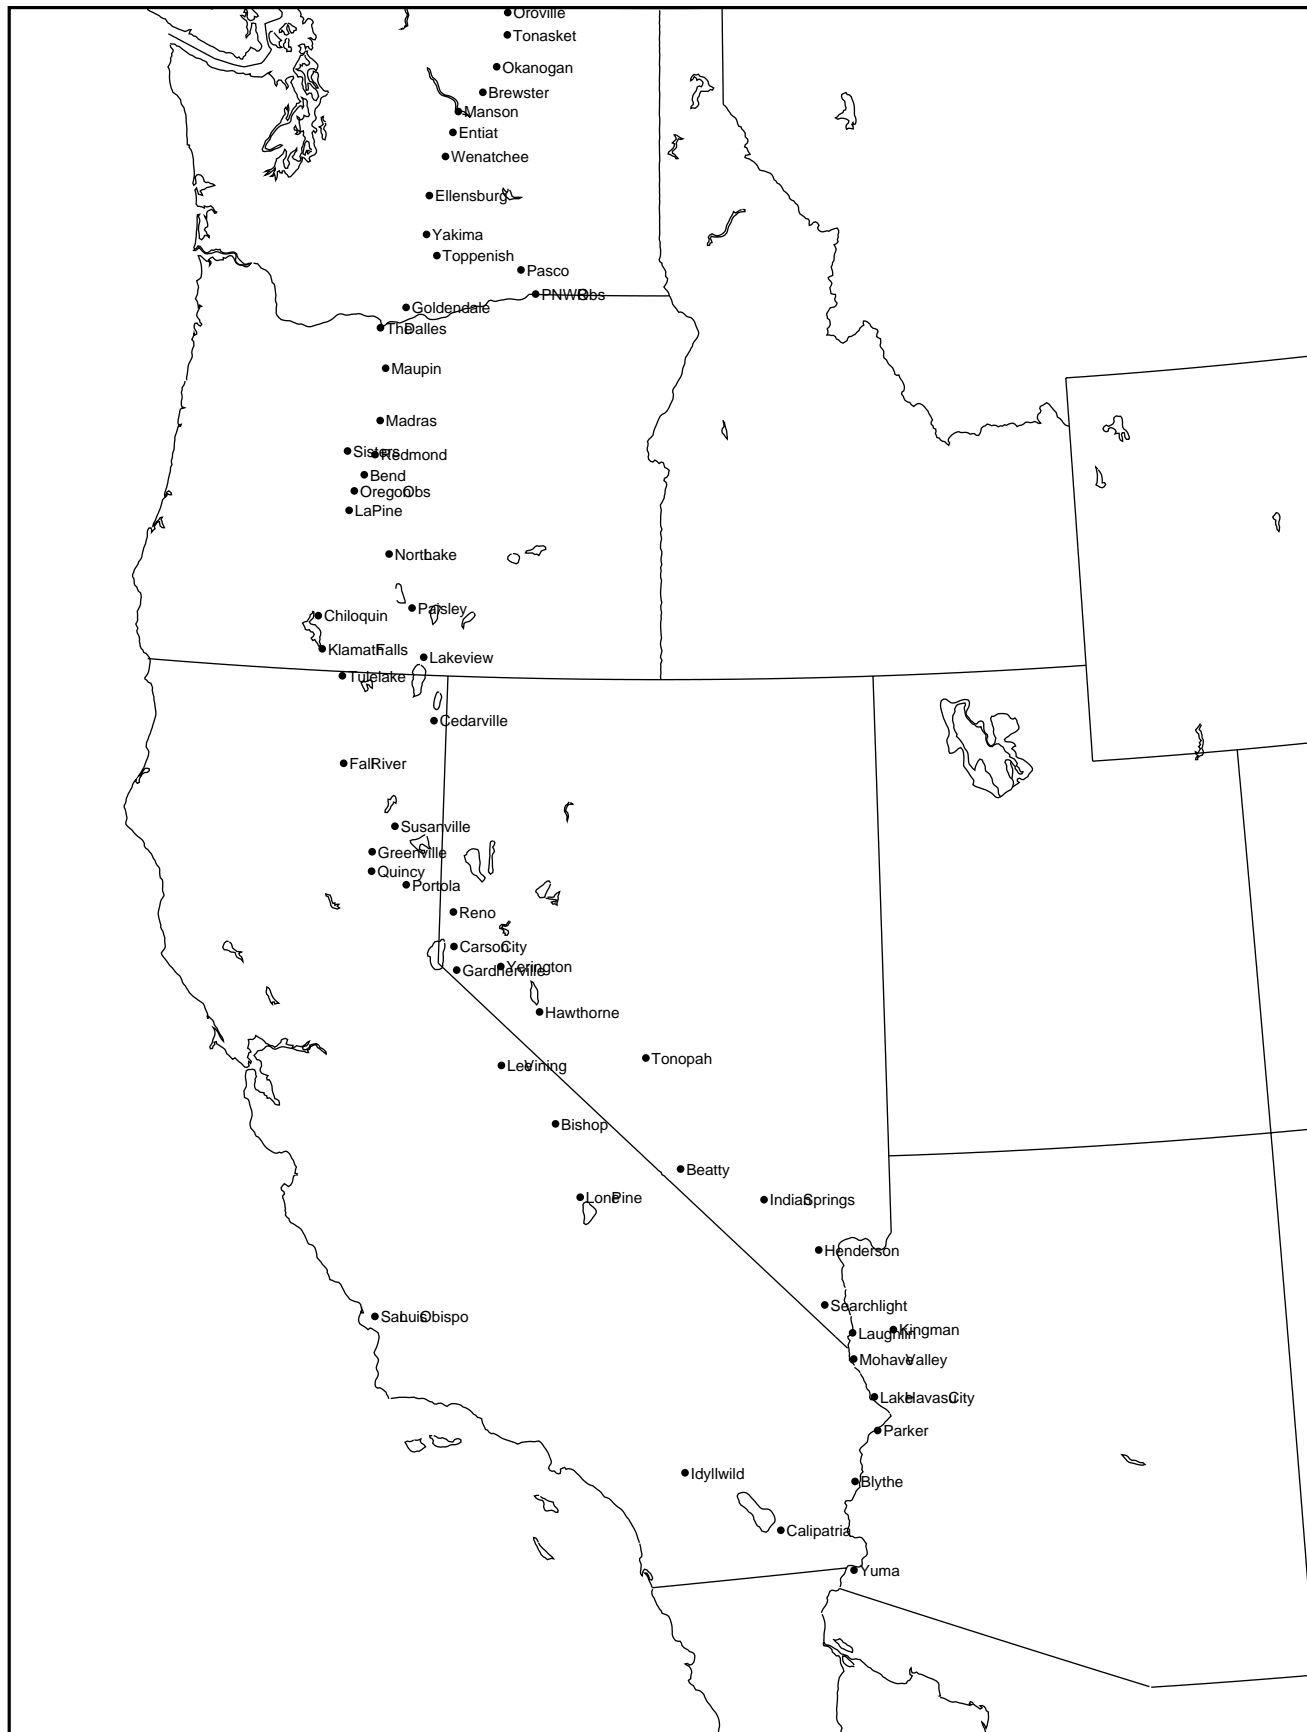 Oroville
Tonasket
Okanogan
Brewster
Manson
Entiat
Wenatchee
Ellensburg
Yakima
Toppenish
Pasco
PNWRObs
Goldendale
TheDalles
Maupin
Madras
Sisters
Redmond
Bend
OregonObs
LaPine
NorthLake
Paisley
Chiloquin
KlamathFalls
Lakeview
Tulelake
Cedarville
FallRiver
Susanville
Greenville
Quincy
Portola
Reno
CarsonCity
Yerington
Gardnerville
Hawthorne
Tonopah
LeeVining
Bishop
Beatty
LonePine
IndianSprings
Henderson
Searchlight
SanLuisObispo
Kingman
Laughlin
MohaveValley
LakeHavasuCity
Parker
Idyllwild
Blythe
Calipatria
Yuma